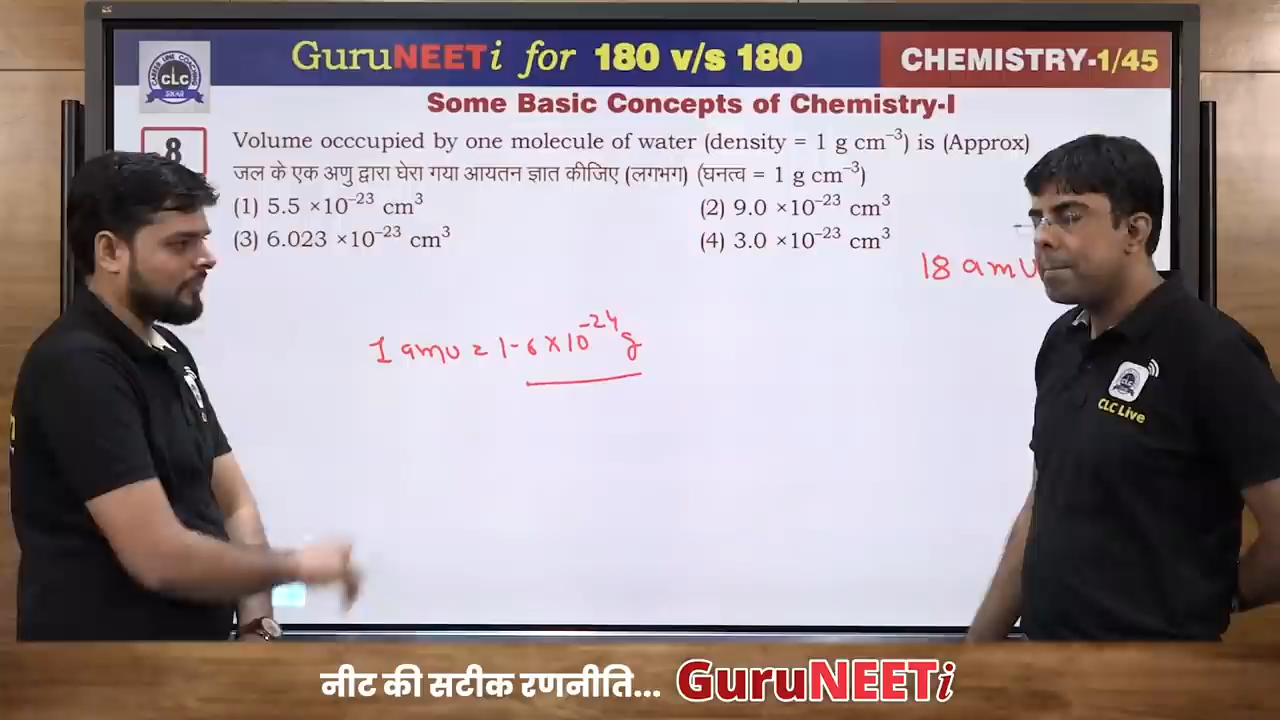 GuruNEETi for 180 v/s 180
CHEMISTRY-1/45
CLC
SIKAR
Some Basic Concepts of Chemistry-I
8
Volume occcupied by one molecule of water (density = 1 g cm⁻³) is (Approx)
जल के एक अणु द्वारा घेरा गया आयतन ज्ञात कीजिए (लगभग) (घनत्व = 1 g cm⁻³)
(1) 5.5 ×10⁻²³ cm³ (2) 9.0 ×10⁻²³ cm³
(3) 6.023 ×10⁻²³ cm³ (4) 3.0 ×10⁻²³ cm³
18 amu
1 amu = 1.6 × 10⁻²⁴ g
CLC Live
नीट की सटीक रणनीति... GuruNEETi